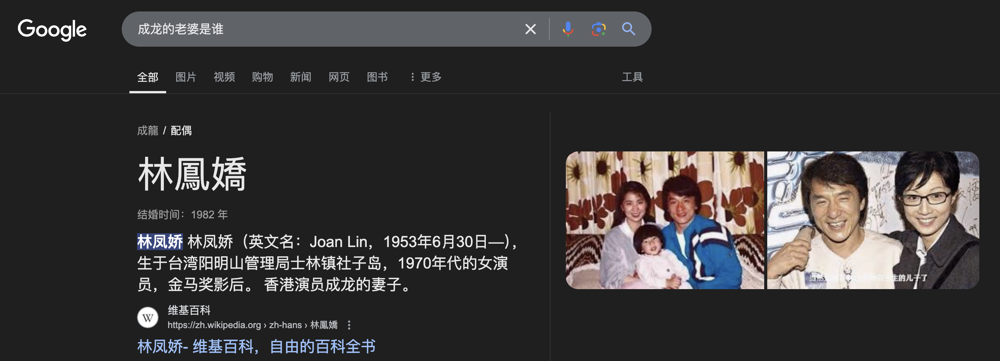 Google
成龙的老婆是谁
全部 图片 视频 购物 新闻 网页 图书 更多 工具
成龍 / 配偶
林鳳嬌
结婚时间：1982 年
林凤娇 林凤娇（英文名：Joan Lin，1953年6月30日—），
生于台湾阳明山管理局士林镇社子岛，1970年代的女演
员，金马奖影后。 香港演员成龙的妻子。
W
维基百科
https://zh.wikipedia.org › zh-hans › 林鳳嬌
林凤娇- 维基百科，自由的百科全书
生的儿子了